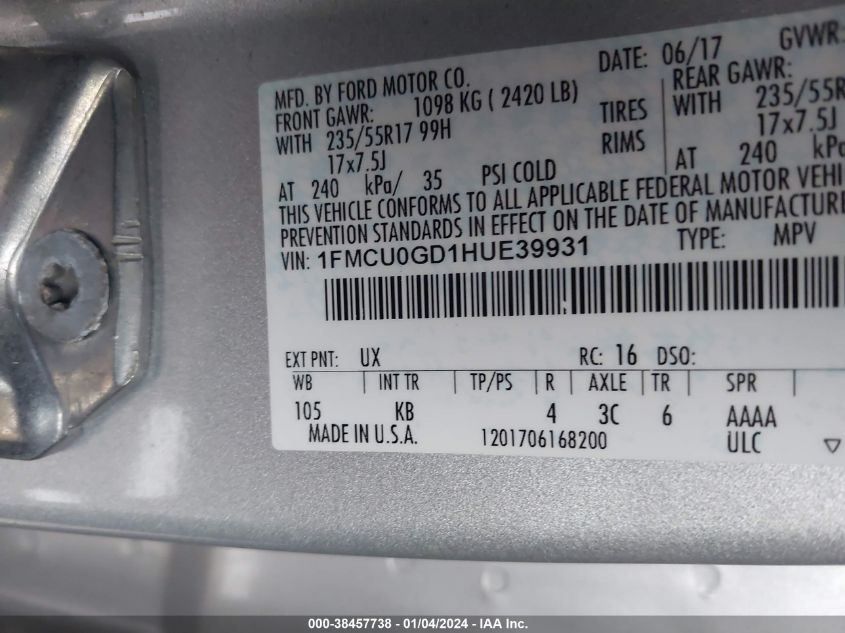 DATE: 06/17 GVWR:
MFD. BY FORD MOTOR CO.
FRONT GAWR: 1098 KG ( 2420 LB) REAR GAWR:
WITH 235/55R17 99H TIRES WITH 235/55R
17x7.5J RIMS 17x7.5J
AT 240 kPa/ 35 PSI COLD AT 240 kPa
THIS VEHICLE CONFORMS TO ALL APPLICABLE FEDERAL MOTOR VEHI
PREVENTION STANDARDS IN EFFECT ON THE DATE OF MANUFACTURE
VIN: 1FMCU0GD1HUE39931 TYPE: MPV
EXT PNT: UX RC: 16 DSO:
WB INT TR TP/PS R AXLE TR SPR
105 KB 4 3C 6 AAAA
MADE IN U.S.A. 1201706168200 ULC
000-38457738 - 01/04/2024 - 1201 - IAA Inc.